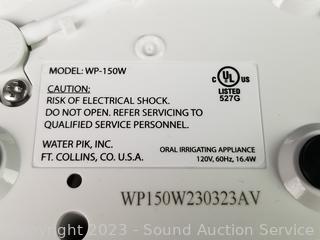 MODEL: WP-150W
CAUTION:
RISK OF ELECTRICAL SHOCK.
DO NOT OPEN. REFER SERVICING TO
QUALIFIED SERVICE PERSONNEL.
WATER PIK, INC.
FT. COLLINS, CO. U.S.A.
C UL US
LISTED
527G
ORAL IRRIGATING APPLIANCE
120V, 60Hz, 16.4W
WP150W230323AV
Copyright 2023 - Sound Auction Service